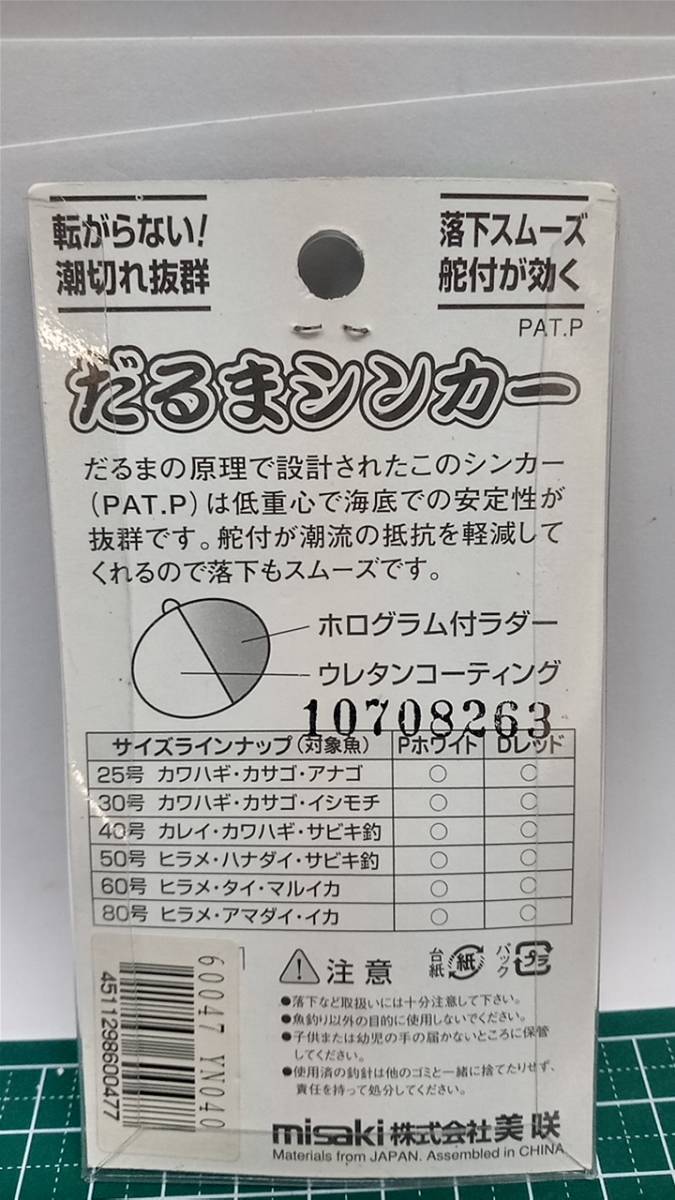 転がらない!
潮切れ抜群
落下スムーズ
舵付が効く
PAT.P
だるまシンカー
だるまの原理で設計されたこのシンカー
(PAT.P)は低重心で海底での安定性が
抜群です。舵付が潮流の抵抗を軽減して
くれるので落下もスムーズです。
ホログラム付ラダー
ウレタンコーティング
10708263
サイズラインナップ(対象魚) Pホワイト Dレッド
25号 カワハギ・カサゴ・アナゴ ○ ○
30号 カワハギ・カサゴ・イシモチ ○ ○
40号 カレイ・カワハギ・サビキ釣 ○ ○
50号 ヒラメ・ハナダイ・サビキ釣 ○ ○
60号 ヒラメ・タイ・マルイカ ○ ○
80号 ヒラメ・アマダイ・イカ ○ ○
60047 YN040
4511298600477
注意
台紙
紙
パック
プラ
●落下など取扱いには十分注意して下さい。
●魚釣り以外の目的に使用しないでください。
●子供または幼児の手の届かないところに保管
してください。
●使用済の釣針は他のゴミと一緒に捨てたりせず、
責任を持って処分してください。
misaki 株式会社美咲
Materials from JAPAN. Assembled in CHINA